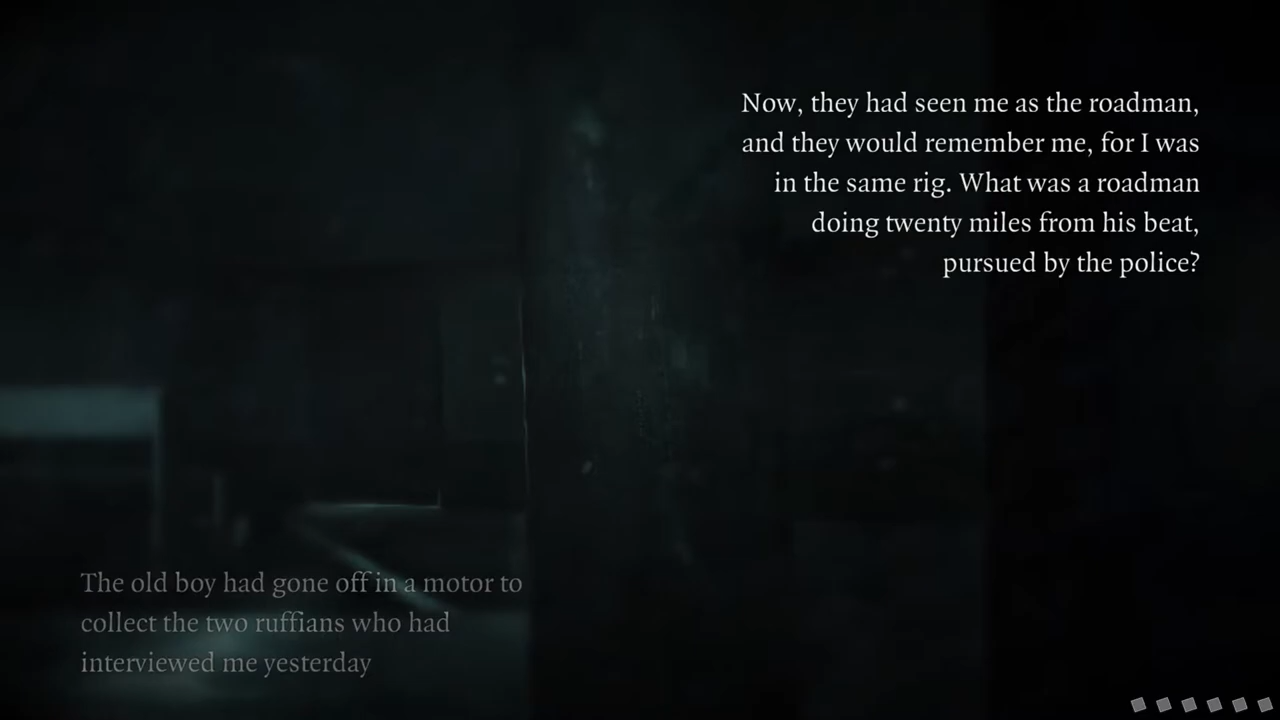 Now, they had seen me as the roadman,
and they would remember me, for I was
in the same rig. What was a roadman
doing twenty miles from his beat,
pursued by the police?
The old boy had gone off in a motor to
collect the two ruffians who had
interviewed me yesterday